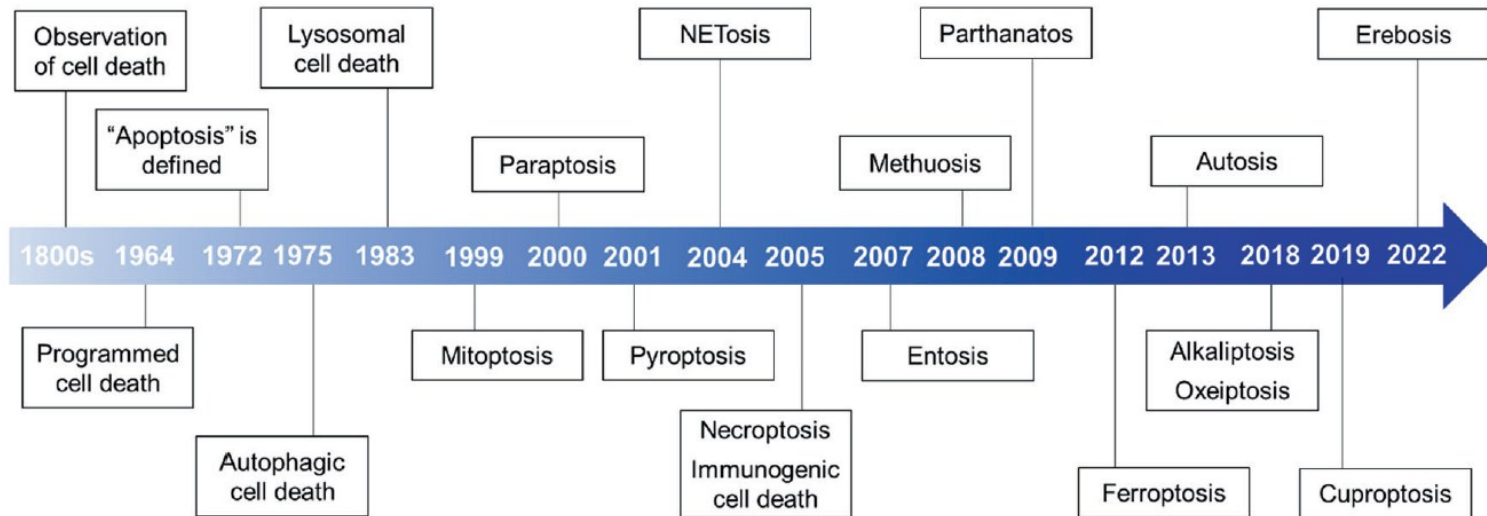 Observation
of cell death
Lysosomal
cell death
NETosis
Parthanatos
Erebosis
“Apoptosis” is
defined
Paraptosis
Methuosis
Autosis
1800s 1964 1972 1975 1983 1999 2000 2001 2004 2005 2007 2008 2009 2012 2013 2018 2019 2022
Programmed
cell death
Mitoptosis
Pyroptosis
Entosis
Alkaliptosis
Oxeiptosis
Autophagic
cell death
Necroptosis
Immunogenic
cell death
Ferroptosis
Cuproptosis